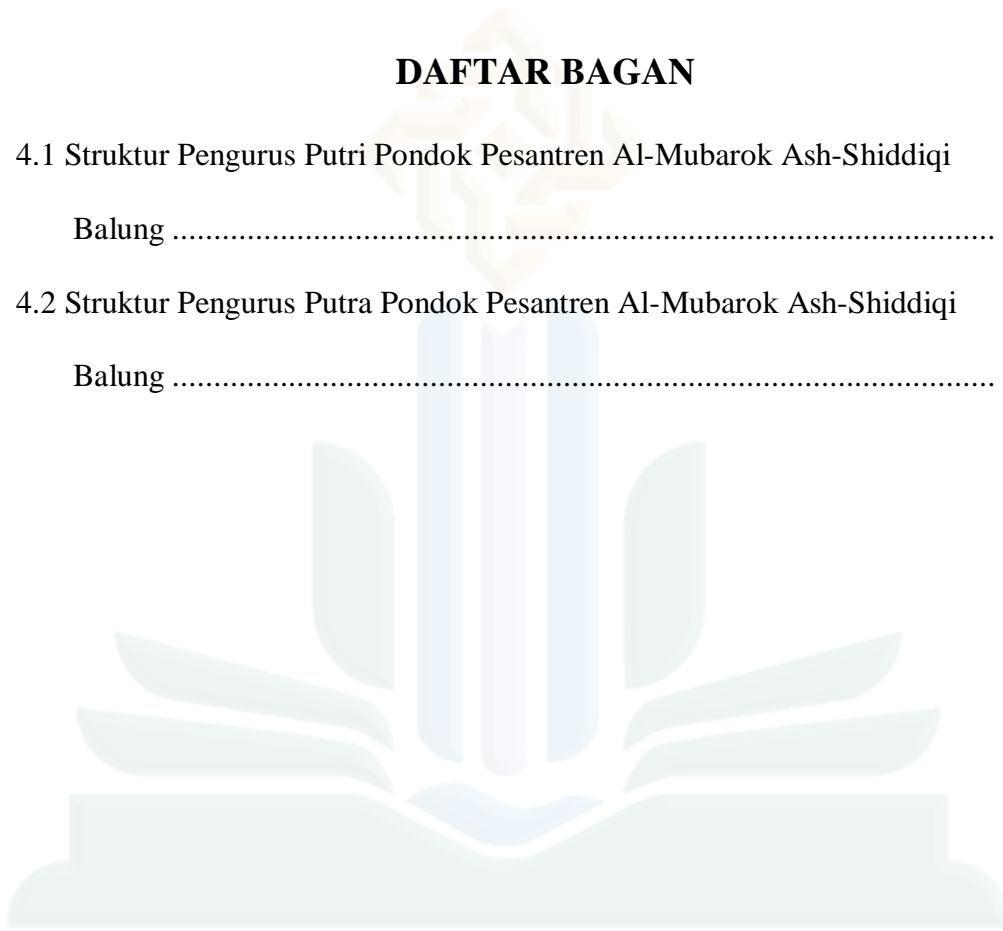 DAFTAR BAGAN
4.1 Struktur Pengurus Putri Pondok Pesantren Al-Mubarok Ash-Shiddiqi
Balung ....................................................................................................
4.2 Struktur Pengurus Putra Pondok Pesantren Al-Mubarok Ash-Shiddiqi
Balung ....................................................................................................